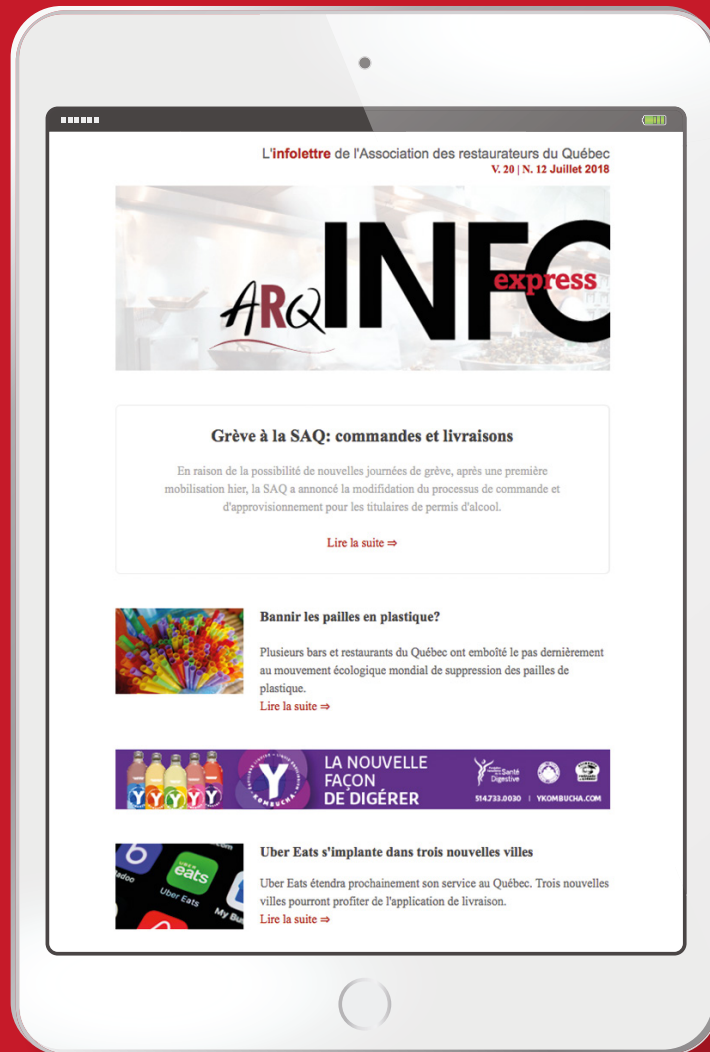 L'infolettre de l'Association des restaurateurs du Québec
V. 20 | N. 12 Juillet 2018
ARQ INFO
express
Grève à la SAQ: commandes et livraisons
En raison de la possibilité de nouvelles journées de grève, après une première
mobilisation hier, la SAQ a annoncé la modifidation du processus de commande et
d'approvisionnement pour les titulaires de permis d'alcool.
Lire la suite ⇒
Bannir les pailles en plastique?
Plusieurs bars et restaurants du Québec ont emboîté le pas dernièrement
au mouvement écologique mondial de suppression des pailles de
plastique.
Lire la suite ⇒
Y Y Y Y Y
Y
KOMBUCHA
LA NOUVELLE
FAÇON
DE DIGÉRER
Santé
Digestive
514.733.0030 | YKOMBUCHA.COM
adoo
UBER
eats
Uber Eats
My Bu
Uber Eats s'implante dans trois nouvelles villes
Uber Eats étendra prochainement son service au Québec. Trois nouvelles
villes pourront profiter de l'application de livraison.
Lire la suite ⇒